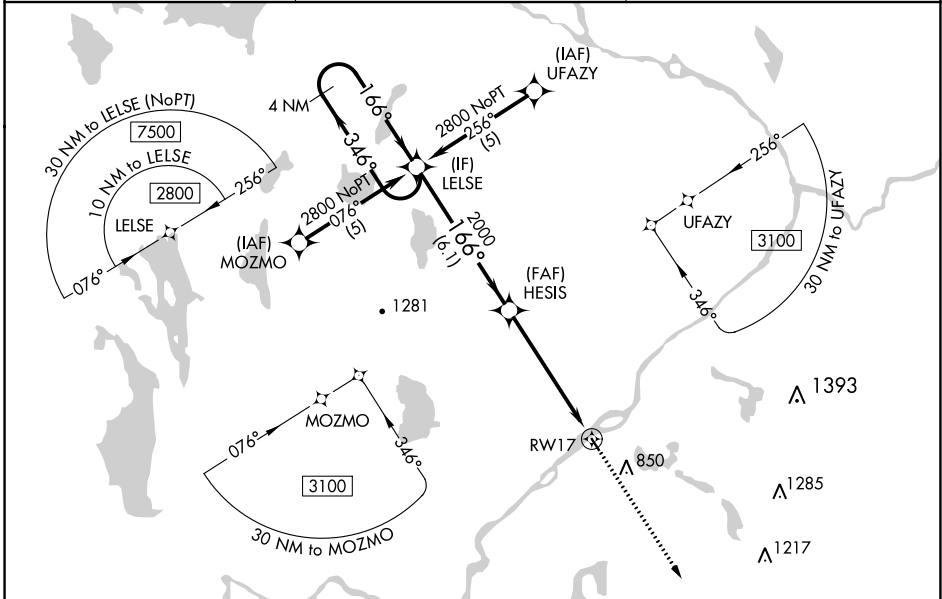 (IAF)
UFAZY
4 NM
166°
346°
2800 NoPT
256°
(5)
(IF)
LELSE
2800 NoPT
076°
(5)
(IAF)
MOZMO
30 NM to LELSE (NoPT)
7500
10 NM to LELSE
2800
256°
LELSE
076°
2000
166°
(6.1)
(FAF)
HESIS
256°
UFAZY
3100
30 NM to UFAZY
346°
1281
MOZMO
076°
346°
3100
30 NM to MOZMO
RW17
850
1393
1285
1217